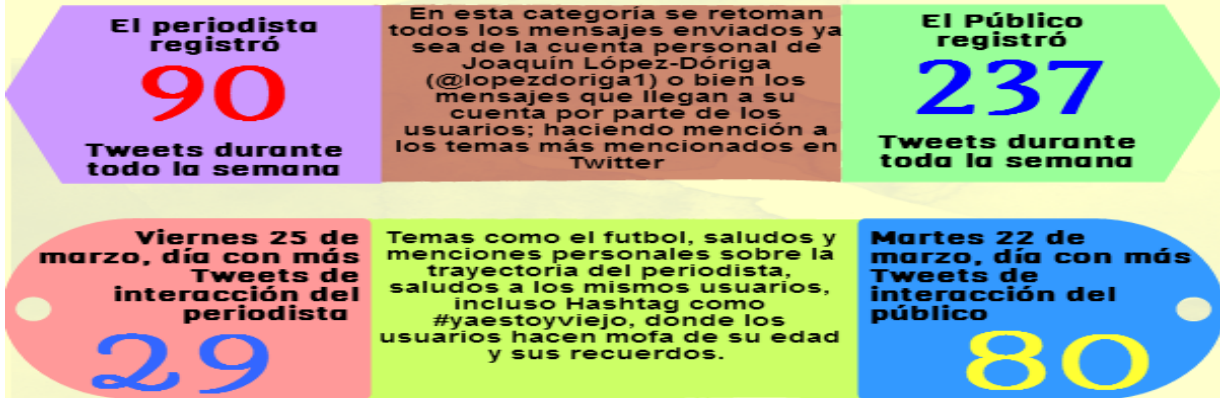 El periodista
registró
90
Tweets durante
todo la semana
En esta categoría se retoman
todos los mensajes enviados ya
sea de la cuenta personal de
Joaquín López-Dóriga
(@lopezdoriga1) o bien los
mensajes que llegan a su
cuenta por parte de los
usuarios; haciendo mención a
los temas más mencionados en
Twitter
El Público
registró
237
Tweets durante
toda la semana
Viernes 25 de
marzo, día con más
Tweets de
interacción del
periodista
29
Temas como el futbol, saludos y
menciones personales sobre la
trayectoria del periodista,
saludos a los mismos usuarios,
incluso Hashtag como
#yaestoyviejo, donde los
usuarios hacen mofa de su edad
y sus recuerdos.
Martes 22 de
marzo, día con más
Tweets de
interacción del
público
80